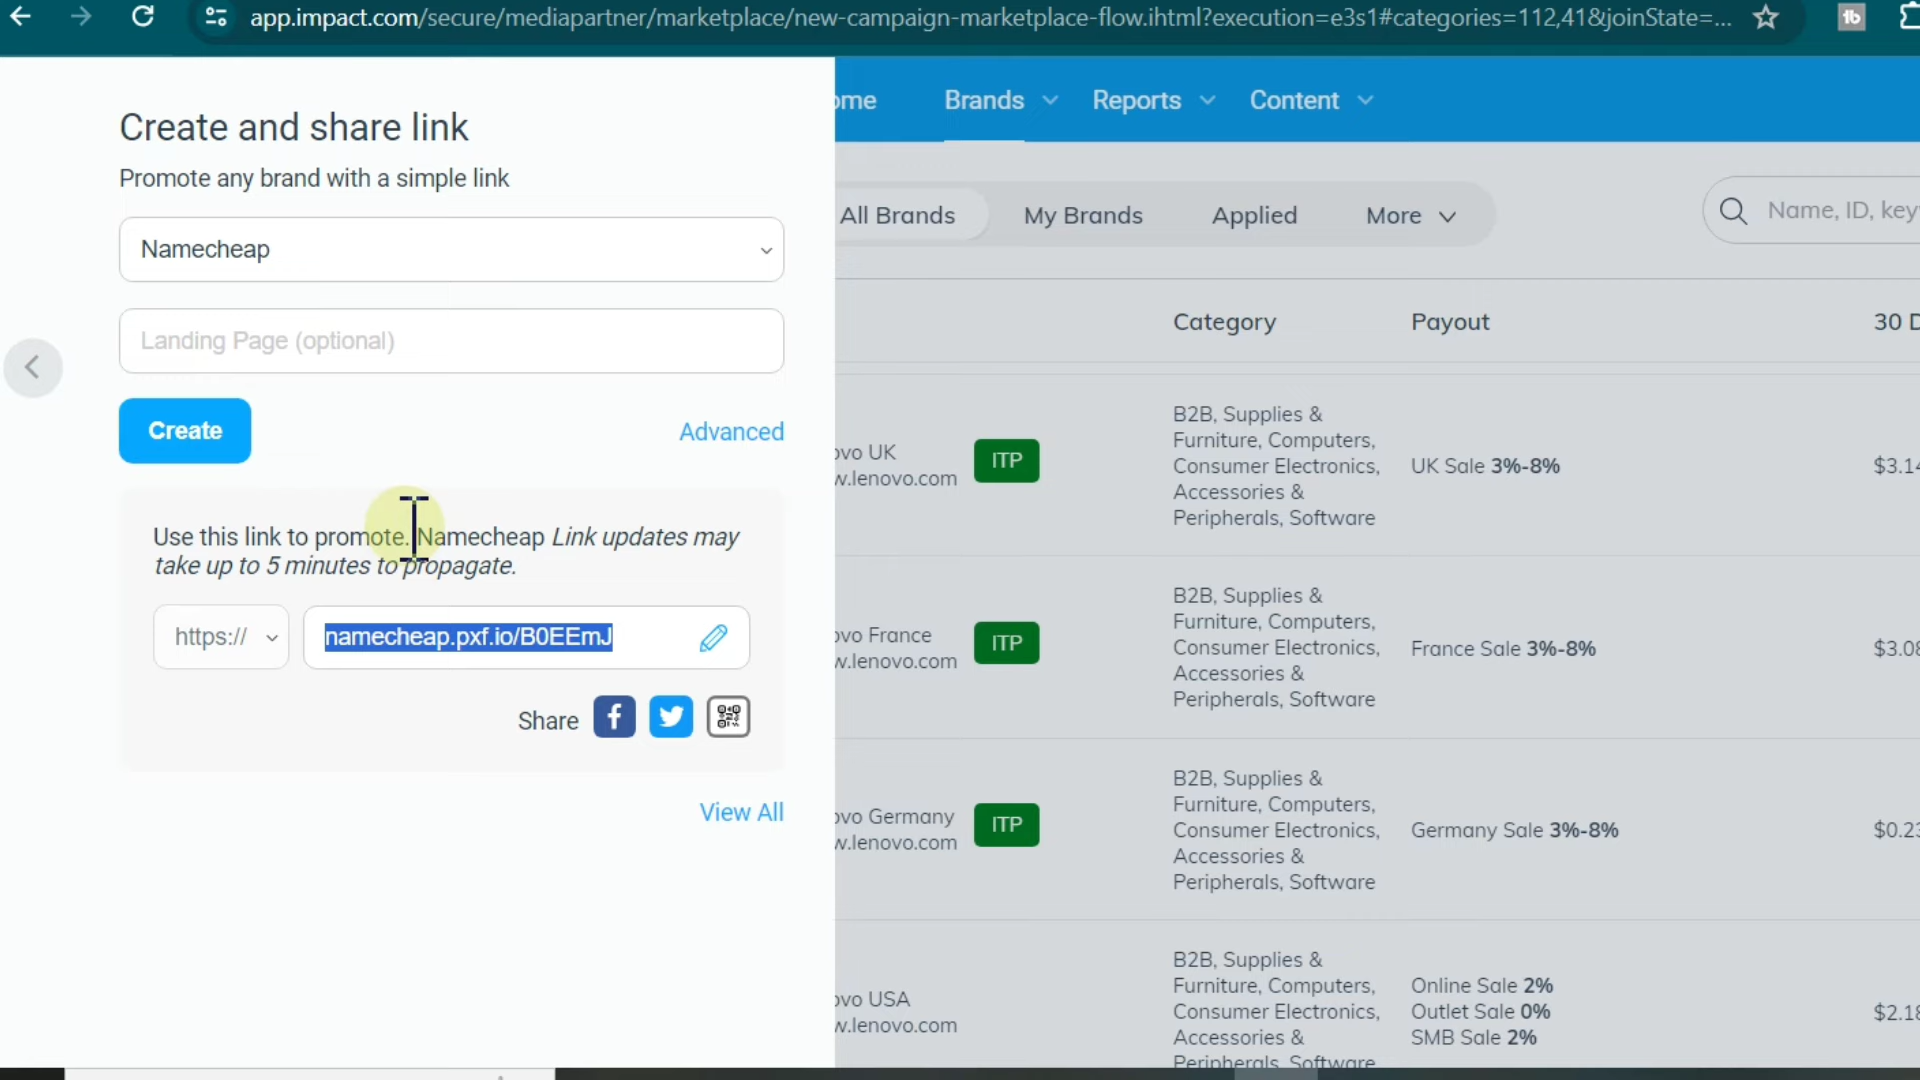 app.impact.com/secure/mediapartner/marketplace/new-campaign-marketplace-flow.ihtml?execution=e3s1#categories=112,41&joinState=...
Create and share link
Promote any brand with a simple link
Namecheap
Landing Page (optional)
Create
Advanced
Use this link to promote. Namecheap Link updates may
take up to 5 minutes to propagate.
https://
namecheap.pxf.io/B0EEmJ
Share
View All
ome
Brands
Reports
Content
All Brands
My Brands
Applied
More
Name, ID, key
Category
Payout
30 D
ovo UK
w.lenovo.com
ITP
B2B, Supplies &
Furniture, Computers,
Consumer Electronics,
Accessories &
Peripherals, Software
UK Sale 3%-8%
$3.14
ovo France
w.lenovo.com
ITP
B2B, Supplies &
Furniture, Computers,
Consumer Electronics,
Accessories &
Peripherals, Software
France Sale 3%-8%
$3.08
ovo Germany
w.lenovo.com
ITP
B2B, Supplies &
Furniture, Computers,
Consumer Electronics,
Accessories &
Peripherals, Software
Germany Sale 3%-8%
$0.23
ovo USA
w.lenovo.com
B2B, Supplies &
Furniture, Computers,
Consumer Electronics,
Accessories &
Peripherals, Software
Online Sale 2%
Outlet Sale 0%
SMB Sale 2%
$2.18